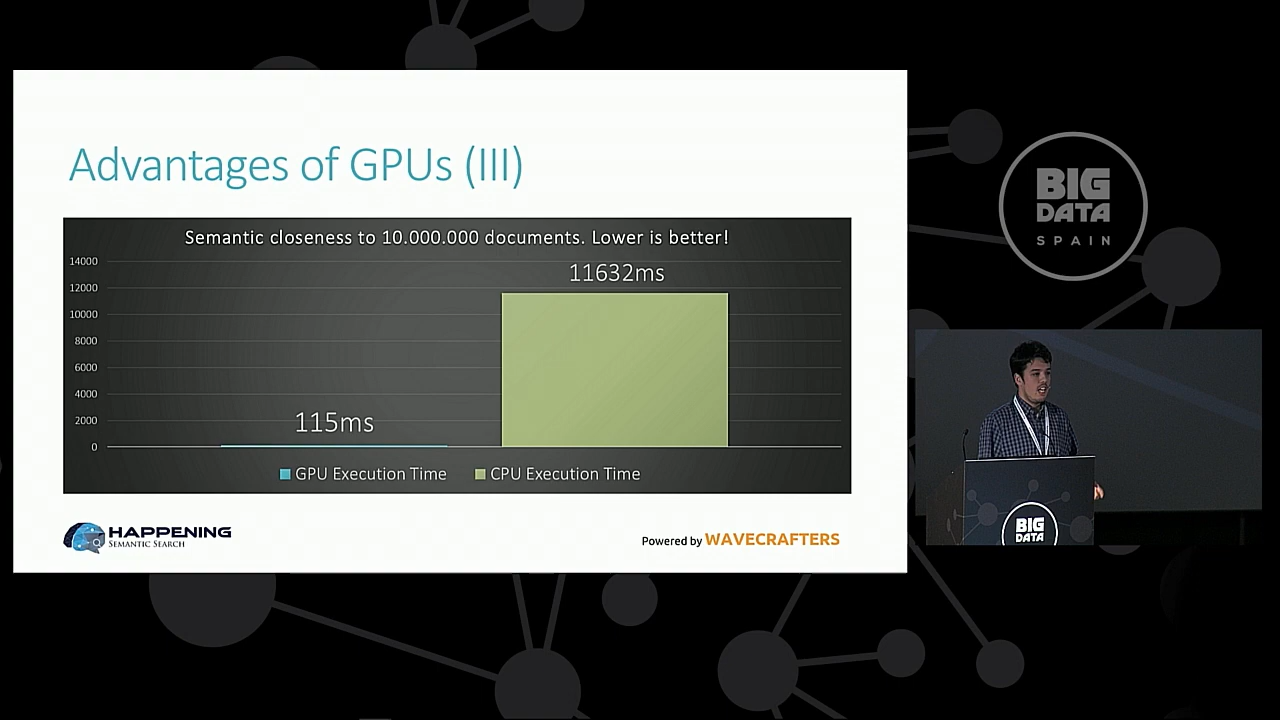 Advantages of GPUs (III)
Semantic closeness to 10.000.000 documents. Lower is better!
14000
12000
10000
8000
6000
4000
2000
0
115ms
11632ms
GPU Execution Time
CPU Execution Time
HAPPENING
SEMANTIC SEARCH
Powered by WAVECRAFTERS
BIG
DATA
SPAIN
BIG
DATA